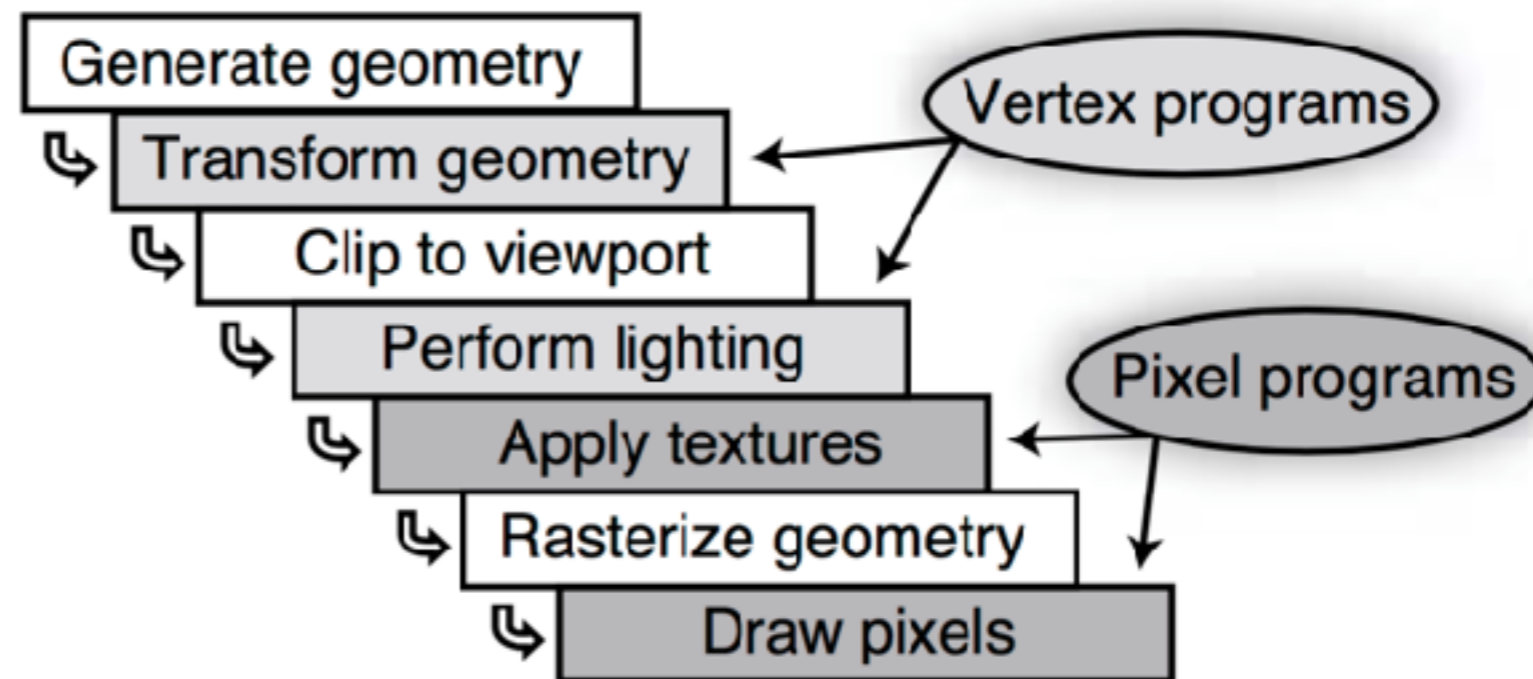 Generate geometry
Vertex programs
Transform geometry
Clip to viewport
Perform lighting
Pixel programs
Apply textures
Rasterize geometry
Draw pixels